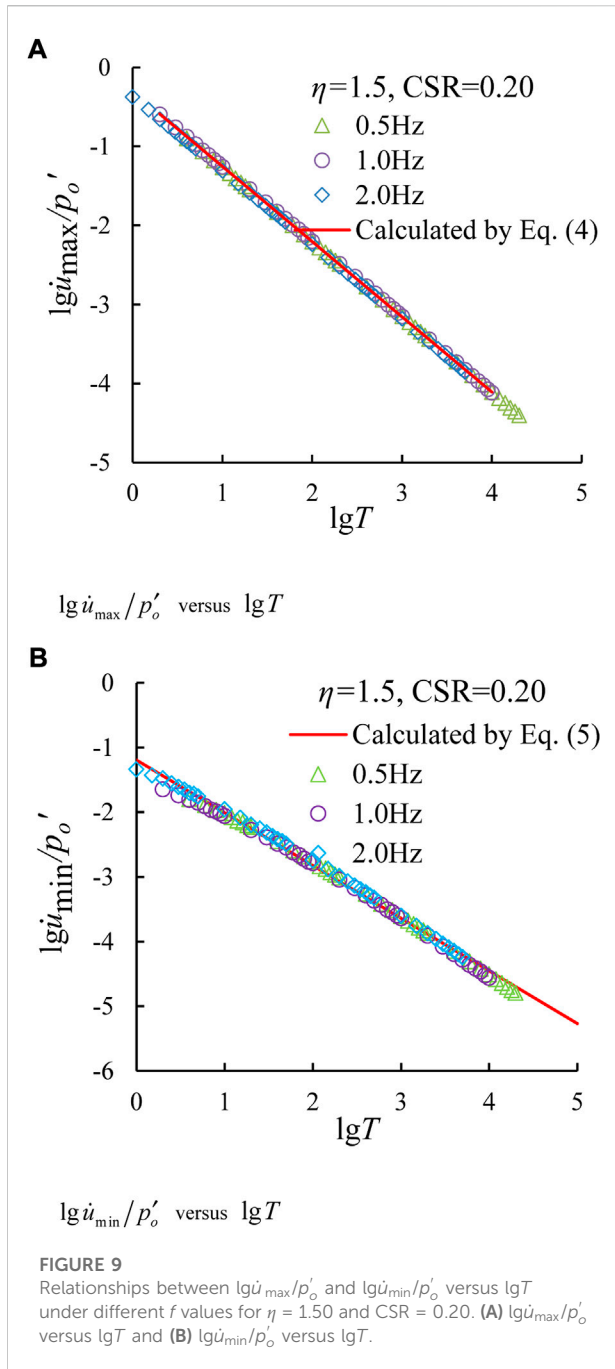 A
η=1.5, CSR=0.20
0.5Hz
1.0Hz
2.0Hz
Calculated by Eq. (4)
lgu̇max/po'
0
-1
-2
-3
-4
-5
0 1 2 3 4 5
lgT
lg u̇max/p′o versus lg T
B
η=1.5, CSR=0.20
Calculated by Eq. (5)
0.5Hz
1.0Hz
2.0Hz
lgu̇min/po'
0
-1
-2
-3
-4
-5
-6
0 1 2 3 4 5
lgT
lg u̇min/p′o versus lg T
FIGURE 9
Relationships between lgu̇ max/p′o and lgu̇min/p′o versus lgT
under different f values for η = 1.50 and CSR = 0.20. (A) lgu̇max/p′o
versus lgT and (B) lgu̇min/p′o versus lgT.